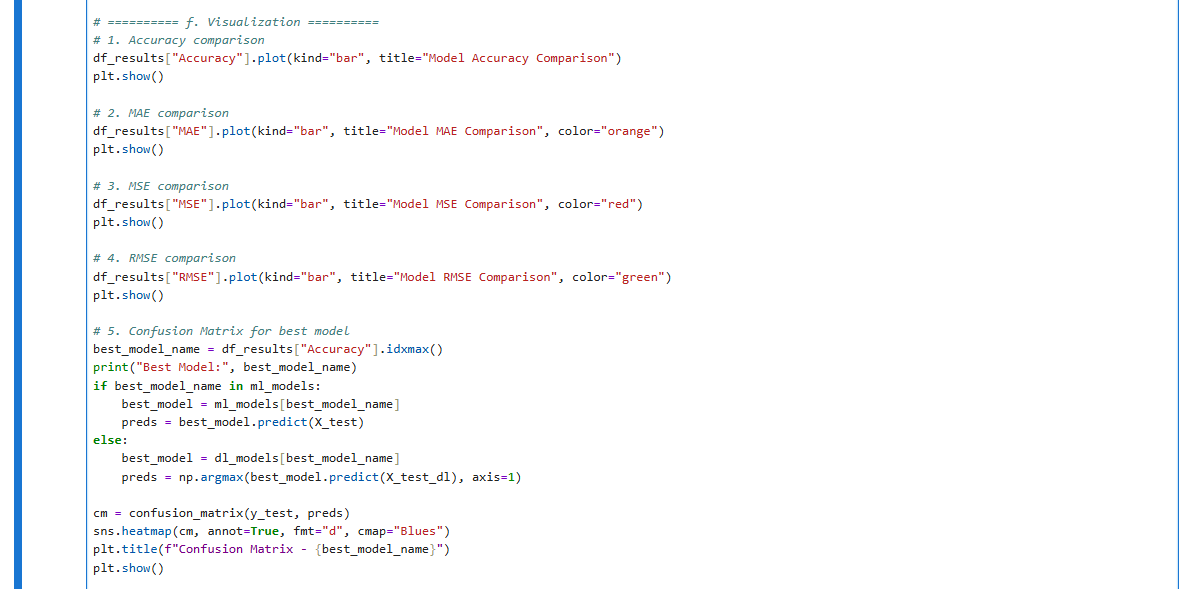 # ========== f. Visualization ==========
# 1. Accuracy comparison
df_results["Accuracy"].plot(kind="bar", title="Model Accuracy Comparison")
plt.show()

# 2. MAE comparison
df_results["MAE"].plot(kind="bar", title="Model MAE Comparison", color="orange")
plt.show()

# 3. MSE comparison
df_results["MSE"].plot(kind="bar", title="Model MSE Comparison", color="red")
plt.show()

# 4. RMSE comparison
df_results["RMSE"].plot(kind="bar", title="Model RMSE Comparison", color="green")
plt.show()

# 5. Confusion Matrix for best model
best_model_name = df_results["Accuracy"].idxmax()
print("Best Model:", best_model_name)
if best_model_name in ml_models:
    best_model = ml_models[best_model_name]
    preds = best_model.predict(X_test)
else:
    best_model = dl_models[best_model_name]
    preds = np.argmax(best_model.predict(X_test_dl), axis=1)

cm = confusion_matrix(y_test, preds)
sns.heatmap(cm, annot=True, fmt="d", cmap="Blues")
plt.title(f"Confusion Matrix - {best_model_name}")
plt.show()